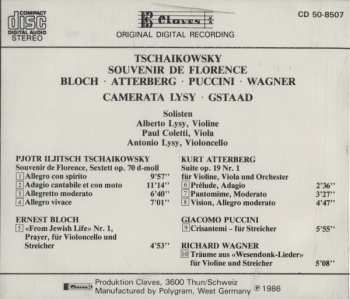 COMPACT
disc
DIGITAL AUDIO
STEREO
Claves
CD 50-8507
ORIGINAL DIGITAL RECORDING
TSCHAIKOWSKY
SOUVENIR DE FLORENCE
BLOCH · ATTERBERG · PUCCINI · WAGNER
CAMERATA LYSY · GSTAAD
Solisten
Alberto Lysy, Violine
Paul Coletti, Viola
Antonio Lysy, Violoncello
PJOTR ILJITSCH TSCHAIKOWSKY
Souvenir de Florence, Sextett op. 70 d-moll
1 Allegro con spirito 9'57"
2 Adagio cantabile et con moto 11'14"
3 Allegretto moderato 6'40"
4 Allegro vivace 7'01"
ERNEST BLOCH
5 «From Jewish Life» Nr. 1,
Prayer, für Violoncello und
Streicher 4'53"
KURT ATTERBERG
Suite op. 19 Nr. 1
für Violine, Viola und Orchester
6 Prélude, Adagio 2'36"
7 Pantomime, Moderato 3'27"
8 Vision, Allegro moderato 4'47"
GIACOMO PUCCINI
9 Crisantemi - für Streicher 5'55"
RICHARD WAGNER
10 Träume aus «Wesendonk-Lieder»
für Violine und Streicher 5'08"
Produktion Claves, 3600 Thun/Schweiz
Manufactured by Polygram, West Germany ℗ 1986